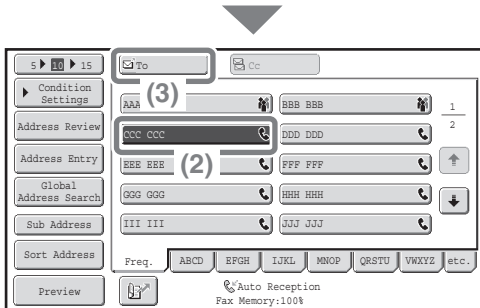 5 10 15
To
Cc
Condition
Settings
AAA
(3)
BBB BBB
1
2
Address Review
CCC CCC
DDD DDD
Address Entry
EEE EEE
(2)
FFF FFF
Global
Address Search
GGG GGG
HHH HHH
Sub Address
III III
JJJ JJJ
Sort Address
Freq.
ABCD
EFGH
IJKL
MNOP
QRSTU
VWXYZ
etc.
Preview
Auto Reception
Fax Memory:100%